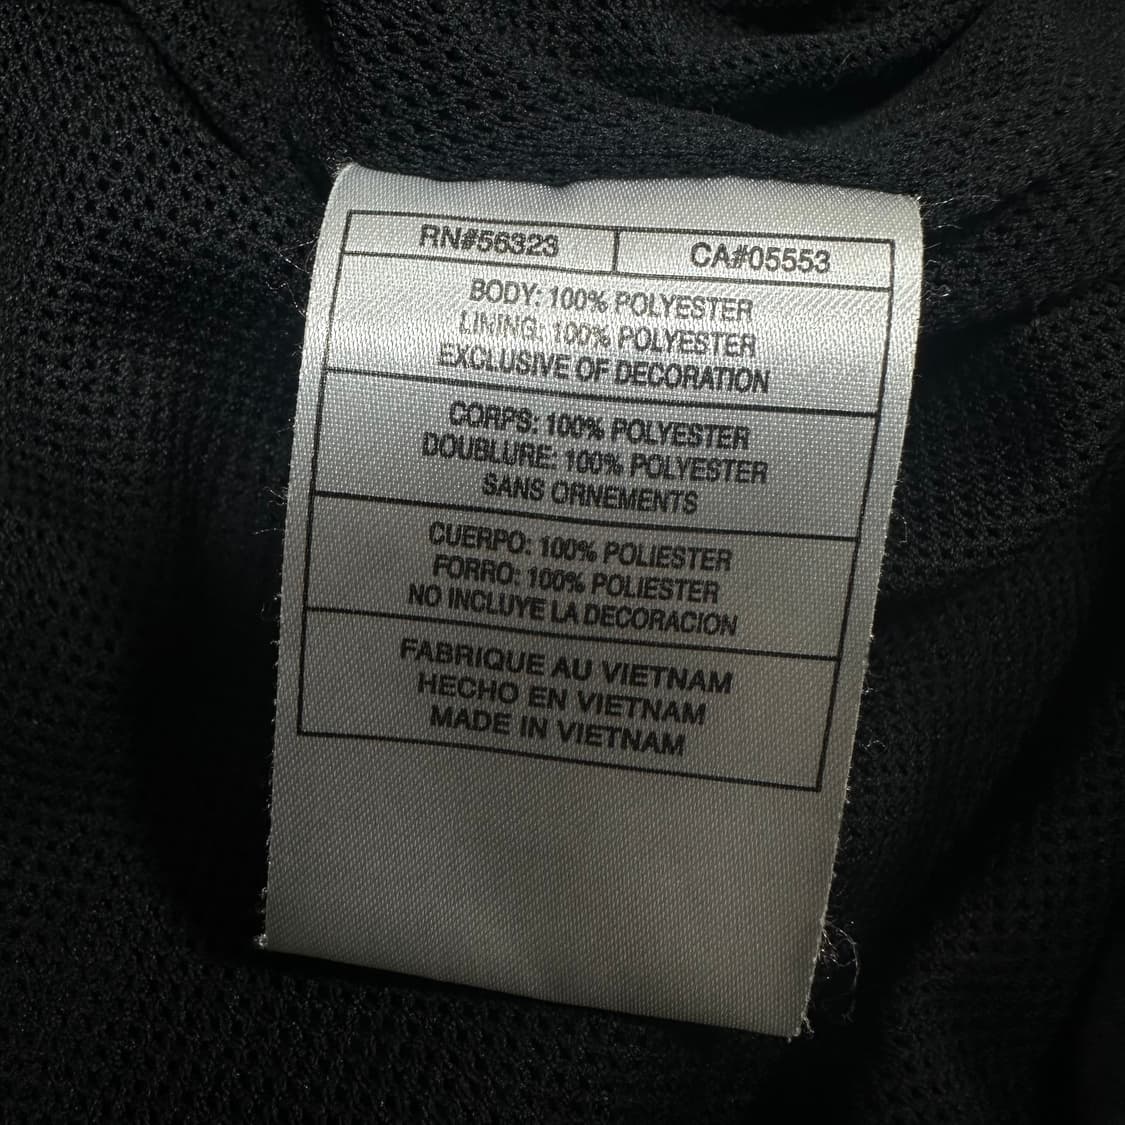 RN#56323 CA#05553
BODY: 100% POLYESTER
LINING: 100% POLYESTER
EXCLUSIVE OF DECORATION
CORPS: 100% POLYESTER
DOUBLURE: 100% POLYESTER
SANS ORNEMENTS
CUERPO: 100% POLIESTER
FORRO: 100% POLIESTER
NO INCLUYE LA DECORACION
FABRIQUE AU VIETNAM
HECHO EN VIETNAM
MADE IN VIETNAM